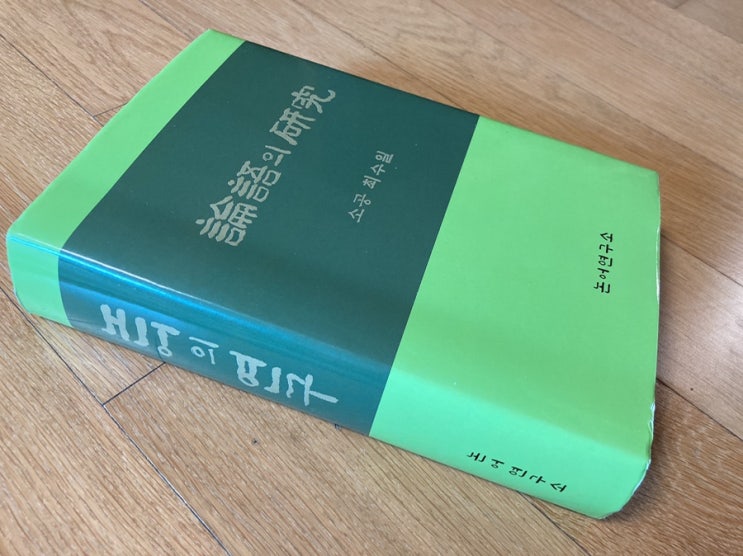 論語의 硏究
소공 최수일
논어연구소
논어의 연구
논어연구소